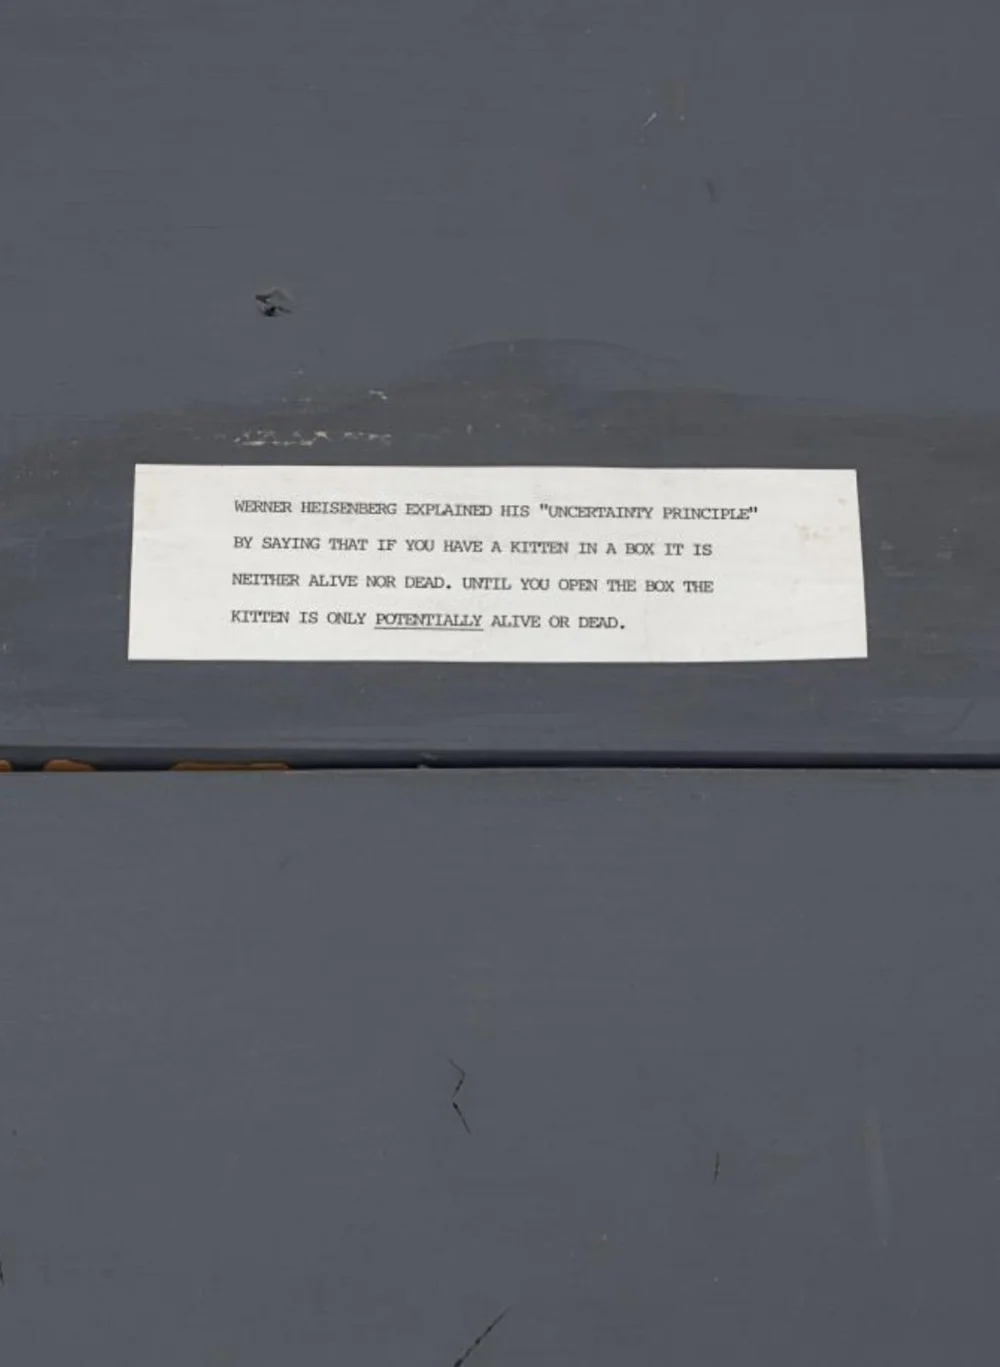 WERNER HEISENBERG EXPLAINED HIS "UNCERTAINTY PRINCIPLE"
BY SAYING THAT IF YOU HAVE A KITTEN IN A BOX IT IS
NEITHER ALIVE NOR DEAD. UNTIL YOU OPEN THE BOX THE
KITTEN IS ONLY POTENTIALLY ALIVE OR DEAD.